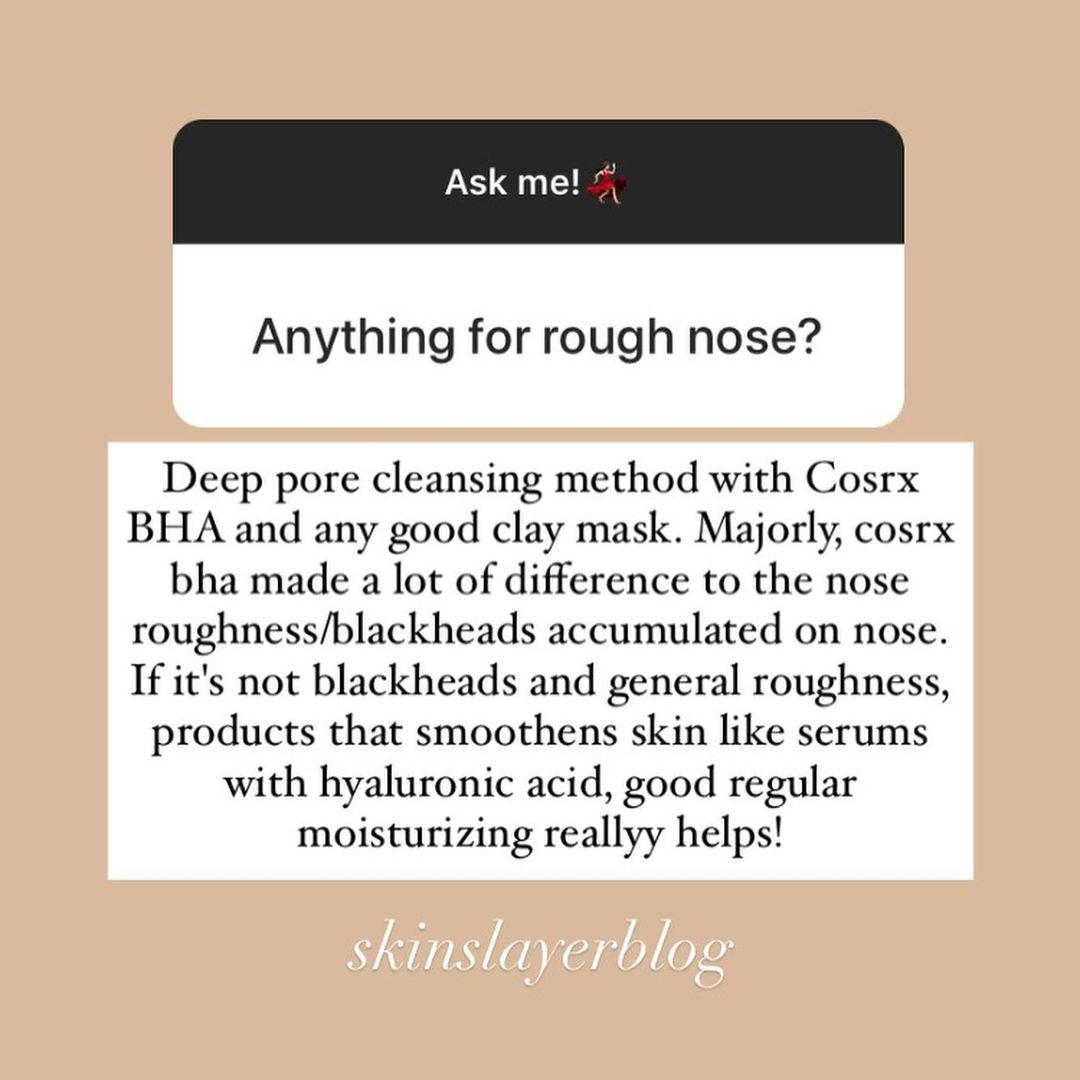 Ask me!💃🏻
Anything for rough nose?
Deep pore cleansing method with Cosrx
BHA and any good clay mask. Majorly, cosrx
bha made a lot of difference to the nose
roughness/blackheads accumulated on nose.
If it's not blackheads and general roughness,
products that smoothens skin like serums
with hyaluronic acid, good regular
moisturizing reallyy helps!
skinslayerblog